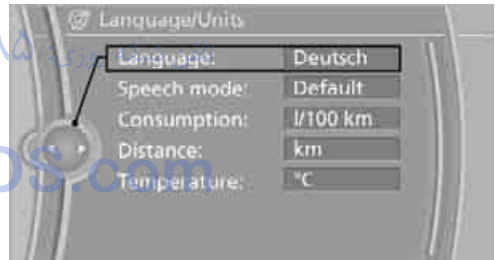 Language/Units
Language: Deutsch
Speech mode: Default
Consumption: l/100 km
Distance: km
Temperature: °C